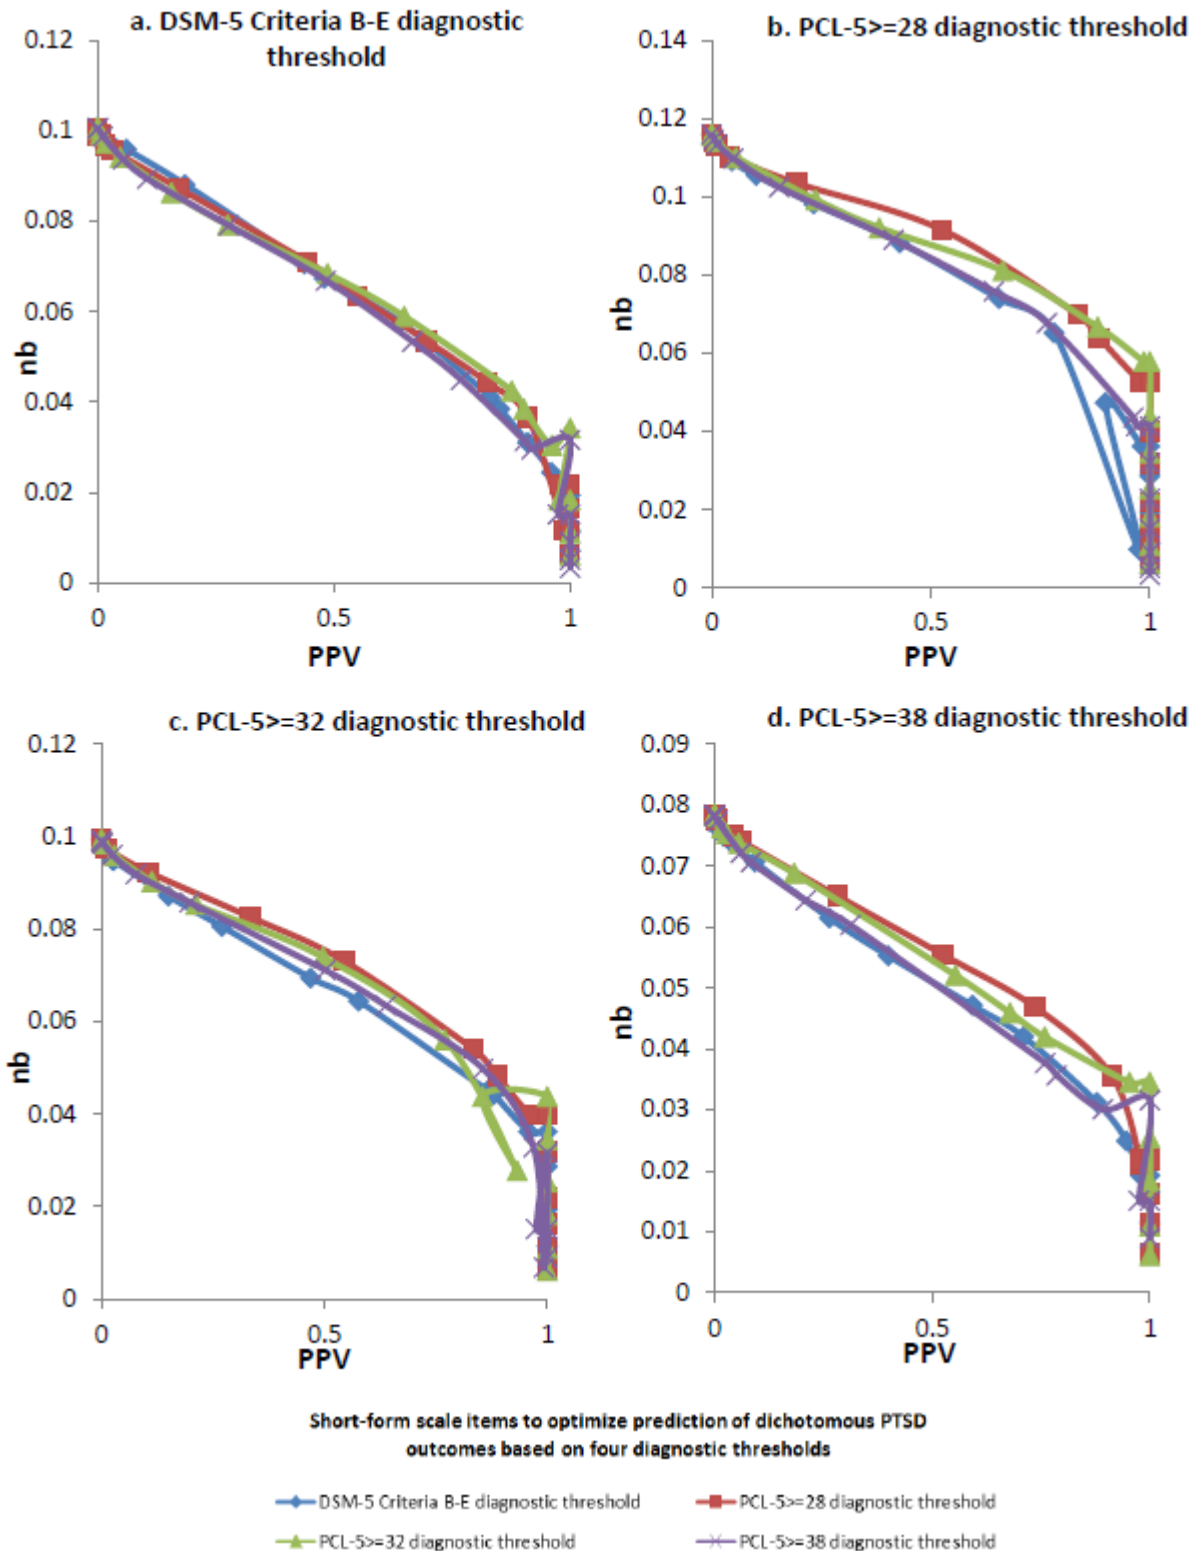 a. DSM-5 Criteria B-E diagnostic
threshold
0.12
0.1
0.08
0.06
0.04
0.02
0
nb
0
0.5
1
PPV
b. PCL-5>=28 diagnostic threshold
0.14
0.12
0.1
0.08
0.06
0.04
0.02
0
nb
0
0.5
1
PPV
c. PCL-5>=32 diagnostic threshold
0.12
0.1
0.08
0.06
0.04
0.02
0
nb
0
0.5
1
PPV
d. PCL-5>=38 diagnostic threshold
0.09
0.08
0.07
0.06
0.05
0.04
0.03
0.02
0.01
0
nb
0
0.5
1
PPV
Short-form scale items to optimize prediction of dichotomous PTSD
outcomes based on four diagnostic thresholds
DSM-5 Criteria B-E diagnostic threshold
PCL-5>=28 diagnostic threshold
PCL-5>=32 diagnostic threshold
PCL-5>=38 diagnostic threshold